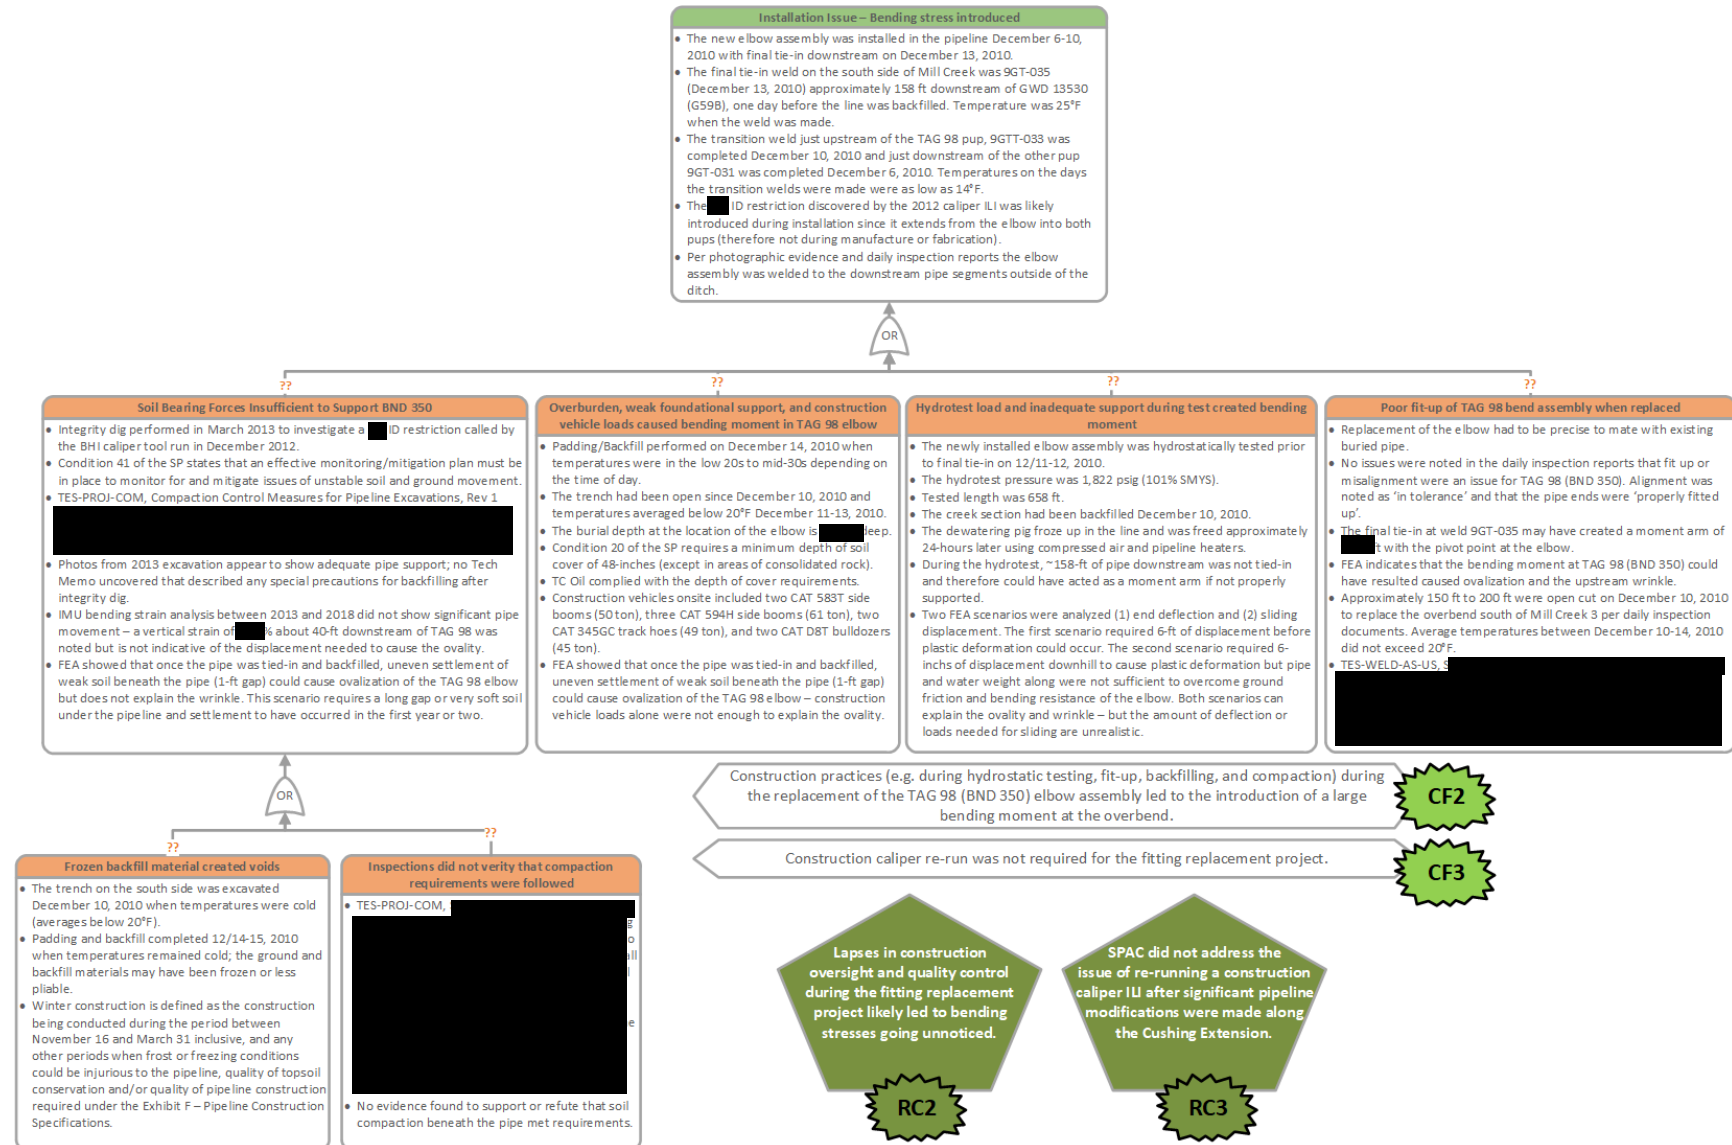 Installation Issue – Bending stress introduced
• The new elbow assembly was installed in the pipeline December 6-10,
2010 with final tie-in downstream on December 13, 2010.
• The final tie-in weld on the south side of Mill Creek was 9GT-035
(December 13, 2010) approximately 158 ft downstream of GWD 13530
(G59B), one day before the line was backfilled. Temperature was 25°F
when the weld was made.
• The transition weld just upstream of the TAG 98 pup, 9GTT-033 was
completed December 10, 2010 and just downstream of the other pup
9GT-031 was completed December 6, 2010. Temperatures on the days
the transition welds were made were as low as 14°F.
• The ID restriction discovered by the 2012 caliper ILI was likely
introduced during installation since it extends from the elbow into both
pups (therefore not during manufacture or fabrication).
• Per photographic evidence and daily inspection reports the elbow
assembly was welded to the downstream pipe segments outside of the
ditch.
OR
??
??
??
??
Soil Bearing Forces Insufficient to Support BND 350
• Integrity dig performed in March 2013 to investigate a ID restriction called by
the BHI caliper tool run in December 2012.
• Condition 41 of the SP states that an effective monitoring/mitigation plan must be
in place to monitor for and mitigate issues of unstable soil and ground movement.
• TES-PROJ-COM, Compaction Control Measures for Pipeline Excavations, Rev 1
• Photos from 2013 excavation appear to show adequate pipe support; no Tech
Memo uncovered that described any special precautions for backfilling after
integrity dig.
• IMU bending strain analysis between 2013 and 2018 did not show significant pipe
movement – a vertical strain of % about 40-ft downstream of TAG 98 was
noted but is not indicative of the displacement needed to cause the ovality.
• FEA showed that once the pipe was tied-in and backfilled, uneven settlement of
weak soil beneath the pipe (1-ft gap) could cause ovalization of the TAG 98 elbow
but does not explain the wrinkle. This scenario requires a long gap or very soft soil
under the pipeline and settlement to have occurred in the first year or two.
Overburden, weak foundational support, and construction
vehicle loads caused bending moment in TAG 98 elbow
• Padding/Backfill performed on December 14, 2010 when
temperatures were in the low 20s to mid-30s depending on
the time of day.
• The trench had been open since December 10, 2010 and
temperatures averaged below 20°F December 11-13, 2010.
• The burial depth at the location of the elbow is deep.
• Condition 20 of the SP requires a minimum depth of soil
cover of 48-inches (except in areas of consolidated rock).
• TC Oil complied with the depth of cover requirements.
• Construction vehicles onsite included two CAT 583T side
booms (50 ton), three CAT 594H side booms (61 ton), two
CAT 345GC track hoes (49 ton), and two CAT D8T bulldozers
(45 ton).
• FEA showed that once the pipe was tied-in and backfilled,
uneven settlement of weak soil beneath the pipe (1-ft gap)
could cause ovalization of the TAG 98 elbow – construction
vehicle loads alone were not enough to explain the ovality.
Hydrotest load and inadequate support during test created bending
moment
• The newly installed elbow assembly was hydrostatically tested prior
to final tie-in on 12/11-12, 2010.
• The hydrotest pressure was 1,822 psig (101% SMYS).
• Tested length was 658 ft.
• The creek section had been backfilled December 10, 2010.
• The dewatering pig froze up in the line and was freed approximately
24-hours later using compressed air and pipeline heaters.
• During the hydrotest, ~158-ft of pipe downstream was not tied-in
and therefore could have acted as a moment arm if not properly
supported.
• Two FEA scenarios were analyzed (1) end deflection and (2) sliding
displacement. The first scenario required 6-ft of displacement before
plastic deformation could occur. The second scenario required 6-
inchs of displacement downhill to cause plastic deformation but pipe
and water weight along were not sufficient to overcome ground
friction and bending resistance of the elbow. Both scenarios can
explain the ovality and wrinkle – but the amount of deflection or
loads needed for sliding are unrealistic.
Poor fit-up of TAG 98 bend assembly when replaced
• Replacement of the elbow had to be precise to mate with existing
buried pipe.
• No issues were noted in the daily inspection reports that fit up or
misalignment were an issue for TAG 98 (BND 350). Alignment was
noted as ‘in tolerance’ and that the pipe ends were ‘properly fitted
up’.
• The final tie-in at weld 9GT-035 may have created a moment arm of
t with the pivot point at the elbow.
• FEA indicates that the bending moment at TAG 98 (BND 350) could
have resulted caused ovalization and the upstream wrinkle.
• Approximately 150 ft to 200 ft were open cut on December 10, 2010
to replace the overbend south of Mill Creek 3 per daily inspection
documents. Average temperatures between December 10-14, 2010
did not exceed 20°F.
• TES-WELD-AS-US, S
OR
??
??
Frozen backfill material created voids
• The trench on the south side was excavated
December 10, 2010 when temperatures were cold
(averages below 20°F).
• Padding and backfill completed 12/14-15, 2010
when temperatures remained cold; the ground and
backfill materials may have been frozen or less
pliable.
• Winter construction is defined as the construction
being conducted during the period between
November 16 and March 31 inclusive, and any
other periods when frost or freezing conditions
could be injurious to the pipeline, quality of topsoil
conservation and/or quality of pipeline construction
required under the Exhibit F – Pipeline Construction
Specifications.
Inspections did not verity that compaction
requirements were followed
• TES-PROJ-COM,
g
o
all
l
e
• No evidence found to support or refute that soil
compaction beneath the pipe met requirements.
Construction practices (e.g. during hydrostatic testing, fit-up, backfilling, and compaction) during
the replacement of the TAG 98 (BND 350) elbow assembly led to the introduction of a large
bending moment at the overbend.
CF2
Construction caliper re-run was not required for the fitting replacement project.
CF3
Lapses in construction
oversight and quality control
during the fitting replacement
project likely led to bending
stresses going unnoticed.
RC2
SPAC did not address the
issue of re-running a construction
caliper ILI after significant pipeline
modifications were made along
the Cushing Extension.
RC3